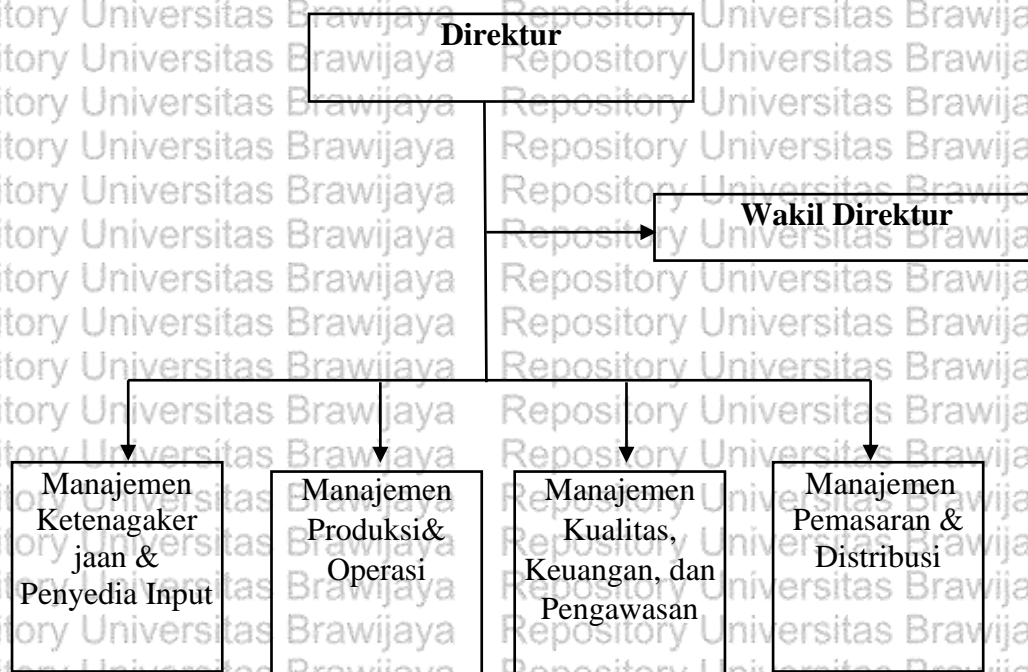 Direktur
Wakil Direktur
Manajemen
Ketenagaker
jaan &
Penyedia Input
Manajemen
Produksi&
Operasi
Manajemen
Kualitas,
Keuangan, dan
Pengawasan
Manajemen
Pemasaran &
Distribusi